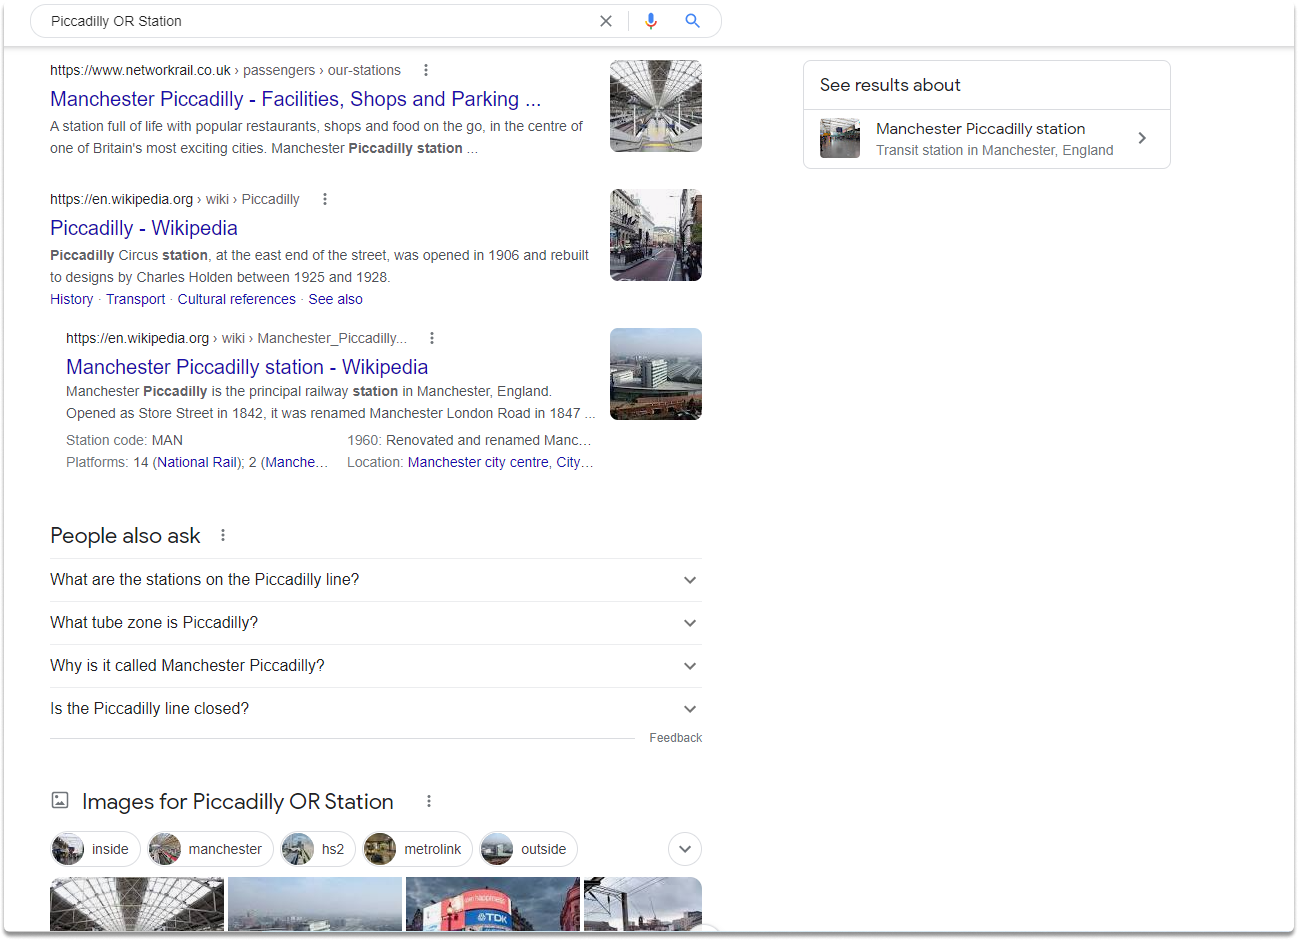 Piccadilly OR Station
https://www.networkrail.co.uk › passengers › our-stations
Manchester Piccadilly - Facilities, Shops and Parking ...
A station full of life with popular restaurants, shops and food on the go, in the centre of
one of Britain's most exciting cities. Manchester Piccadilly station ...
https://en.wikipedia.org › wiki › Piccadilly
Piccadilly - Wikipedia
Piccadilly Circus station, at the east end of the street, was opened in 1906 and rebuilt
to designs by Charles Holden between 1925 and 1928.
History · Transport · Cultural references · See also
https://en.wikipedia.org › wiki › Manchester_Piccadilly...
Manchester Piccadilly station - Wikipedia
Manchester Piccadilly is the principal railway station in Manchester, England.
Opened as Store Street in 1842, it was renamed Manchester London Road in 1847 ...
Station code: MAN
1960: Renovated and renamed Manc...
Platforms: 14 (National Rail); 2 (Manche...
Location: Manchester city centre, City...
People also ask
What are the stations on the Piccadilly line?
What tube zone is Piccadilly?
Why is it called Manchester Piccadilly?
Is the Piccadilly line closed?
Feedback
Images for Piccadilly OR Station
inside
manchester
hs2
metrolink
outside
TDK
See results about
Manchester Piccadilly station
Transit station in Manchester, England